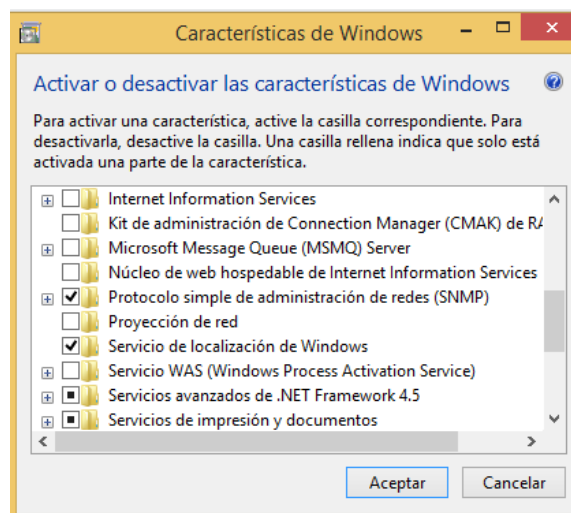 Características de Windows
Activar o desactivar las características de Windows
Para activar una característica, active la casilla correspondiente. Para
desactivarla, desactive la casilla. Una casilla rellena indica que solo está
activada una parte de la característica.
Internet Information Services
Kit de administración de Connection Manager (CMAK) de
Microsoft Message Queue (MSMQ) Server
Núcleo de web hospedable de Internet Information Services
Protocolo simple de administración de redes (SNMP)
Proyección de red
Servicio de localización de Windows
Servicio WAS (Windows Process Activation Service)
Servicios avanzados de .NET Framework 4.5
Servicios de impresión y documentos
Aceptar Cancelar